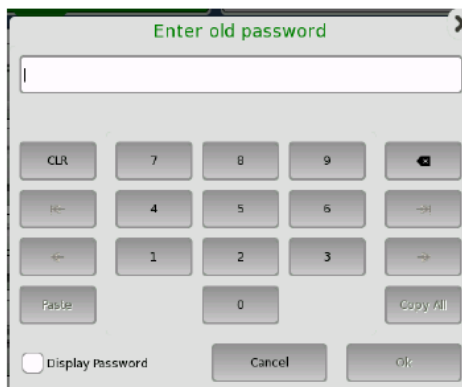 Enter old password
CLR 7 8 9
4 5 6
1 2 3
Paste 0 Copy All
Display Password Cancel Ok